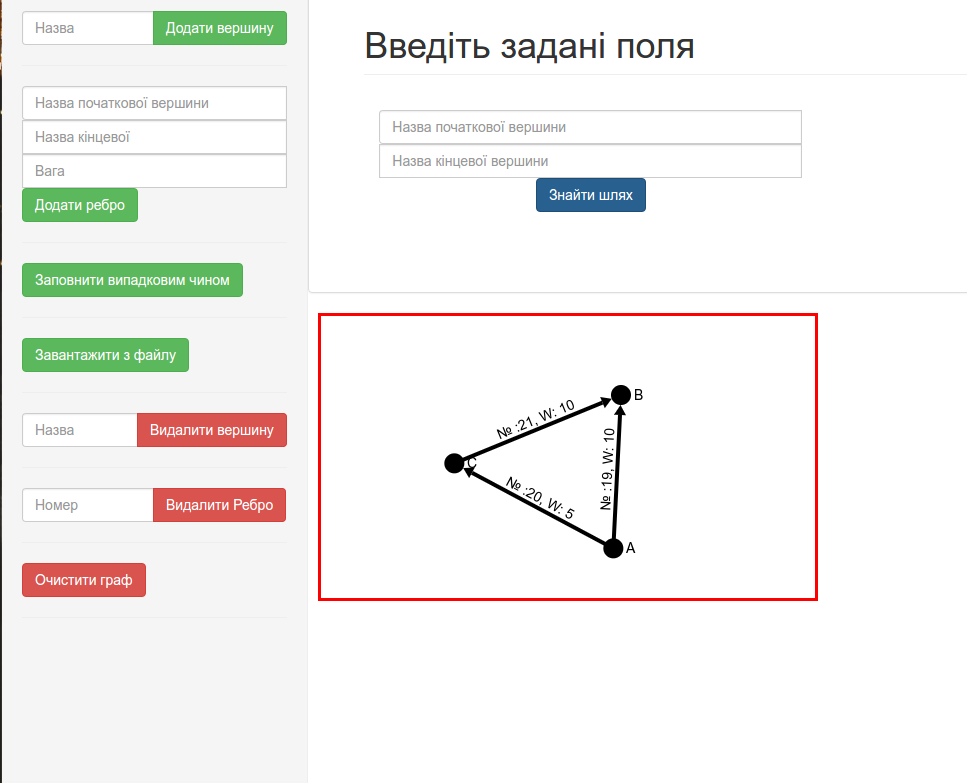 Назва
Додати вершину
Назва початкової вершини
Назва кінцевої
Вага
Додати ребро
Заповнити випадковим чином
Завантажити з файлу
Назва
Видалити вершину
Номер
Видалити Ребро
Очистити граф
Введіть задані поля
Назва початкової вершини
Назва кінцевої вершини
Знайти шлях
B
№ :21, W: 10
C
№ :19, W: 10
№ :20, W: 5
A